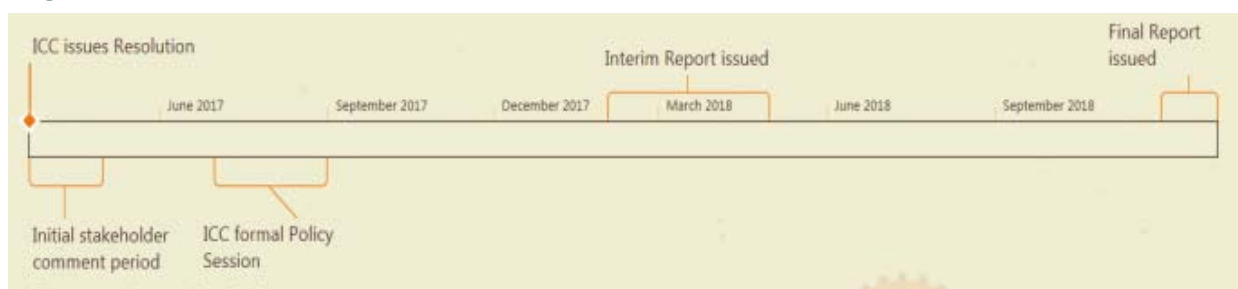 ICC issues Resolution
Interim Report issued
Final Report
issued
June 2017
September 2017
December 2017
March 2018
June 2018
September 2018
Initial stakeholder
comment period
ICC formal Policy
Session